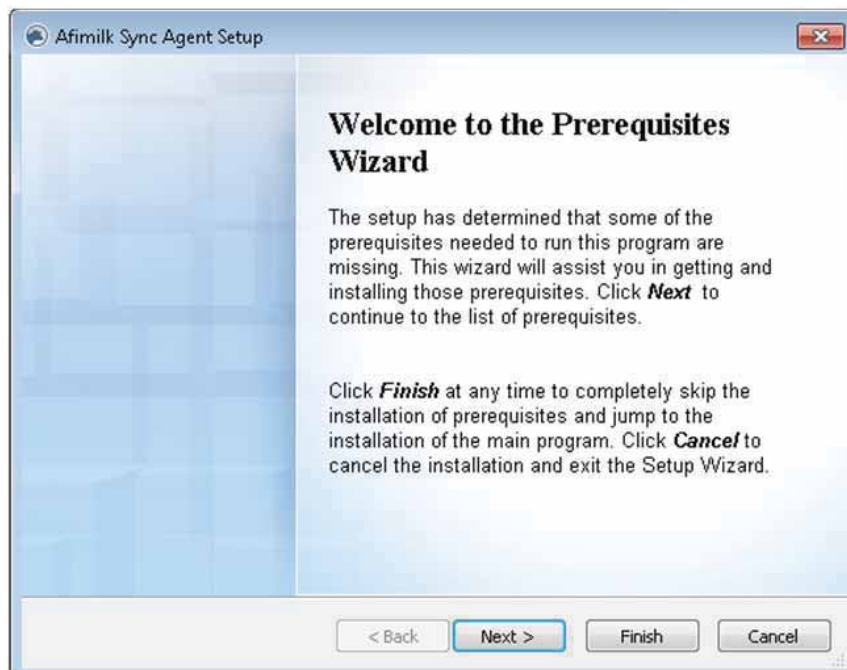 Afimilk Sync Agent Setup
Welcome to the Prerequisites
Wizard
The setup has determined that some of the
prerequisites needed to run this program are
missing. This wizard will assist you in getting and
installing those prerequisites. Click Next to
continue to the list of prerequisites.
Click Finish at any time to completely skip the
installation of prerequisites and jump to the
installation of the main program. Click Cancel to
cancel the installation and exit the Setup Wizard.
< Back Next > Finish Cancel